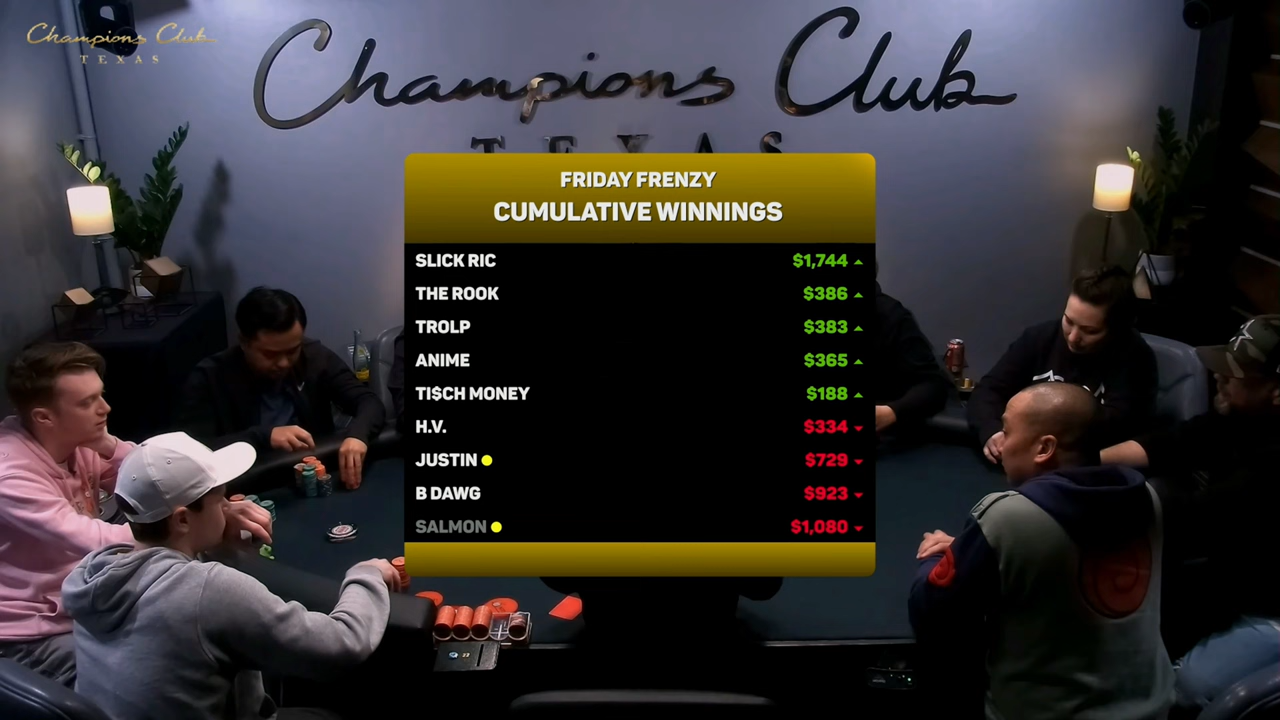 Champions Club
TEXAS
Champions Club
TEXAS
FRIDAY FRENZY
CUMULATIVE WINNINGS
SLICK RIC $1,744
THE ROOK $386
TROLP $383
ANIME $365
TI$CH MONEY $188
H.V. $334
JUSTIN $729
B DAWG $923
SALMON $1,080